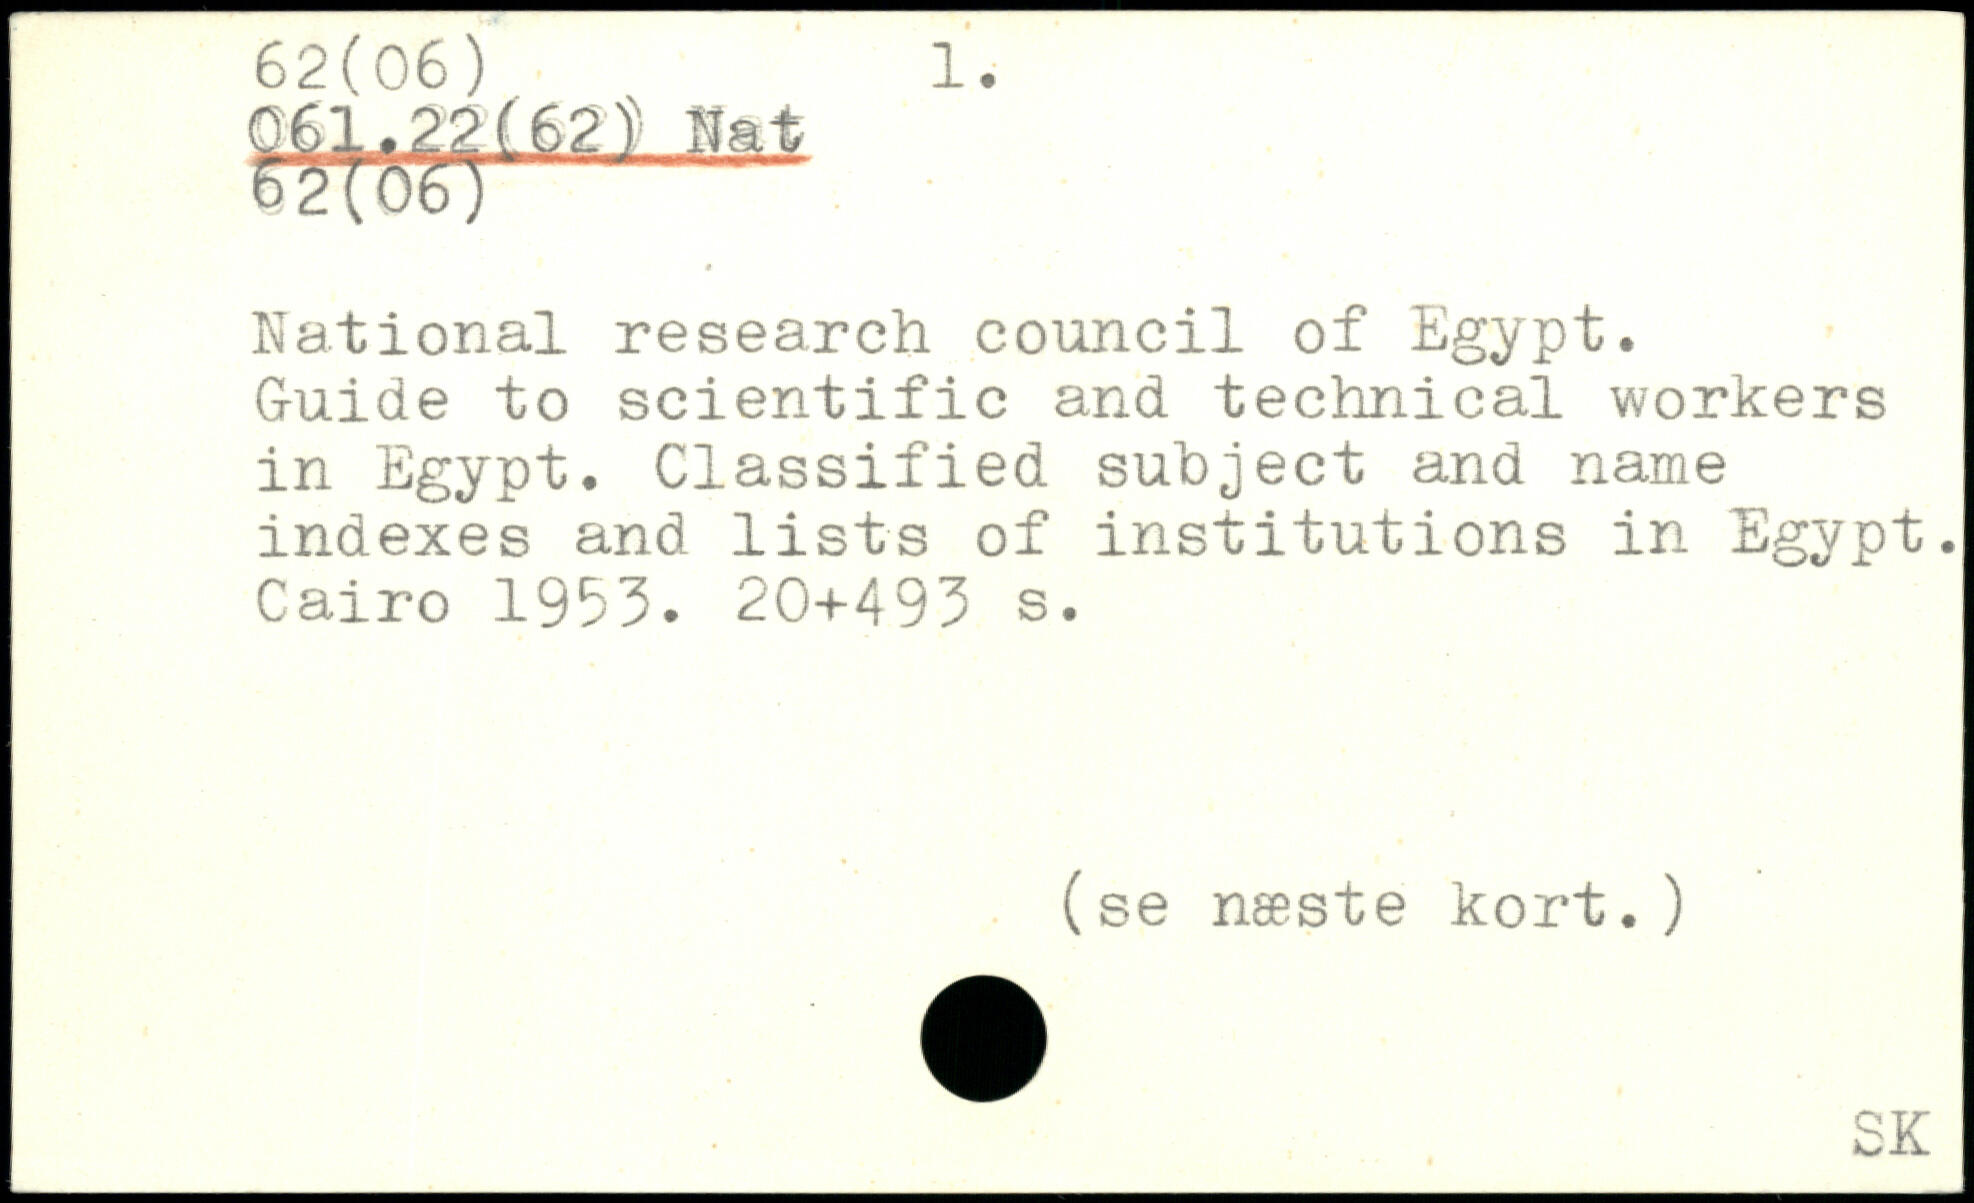 62(06) 1.
061.22(62) Nat
62(06)
National research council of Egypt.
Guide to scientific and technical workers
in Egypt. Classified subject and name
indexes and lists of institutions in Egypt.
Cairo 1953. 20+493 s.
(se næste kort.)
SK